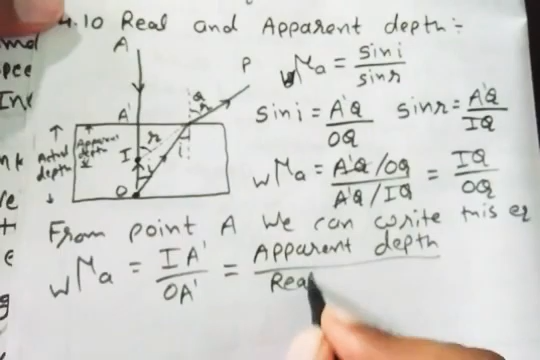 4.10 Real and Apparent depth :-
A
P
wμa = sin i / sin r
Q
r
A'
sin i = A'Q / OQ sin r = A'Q / IQ
Actual depth
Apparent depth
r
i
I
i
O
wμa = A'Q / OQ / A'Q / IQ = IQ / OQ
From point A we can write this eq
wμa = IA' / OA' = Apparent depth / Real